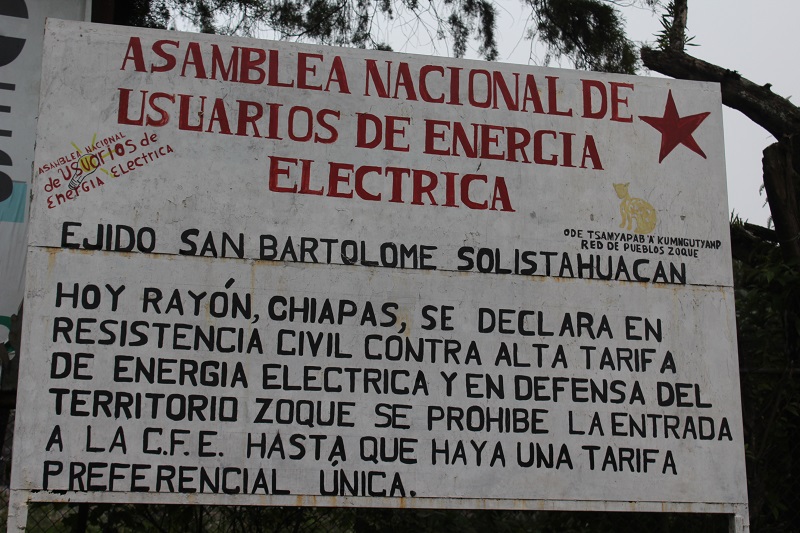 ASAMBLEA NACIONAL DE
USUARIOS DE ENERGIA
ELECTRICA
ASAMBLEA NACIONAL
de usuarios de
ENERGIA ELECTRICA
ODE TSAMYAPAB'A' KUMNGUTYAMP
RED DE PUEBLOS ZOQUE
EJIDO SAN BARTOLOME SOLISTAHUACAN
HOY RAYÓN, CHIAPAS, SE DECLARA EN
RESISTENCIA CIVIL CONTRA ALTA TARIFA
DE ENERGIA ELECTRICA Y EN DEFENSA DEL
TERRITORIO ZOQUE SE PROHIBE LA ENTRADA
A LA C.F.E. HASTA QUE HAYA UNA TARIFA
PREFERENCIAL ÚNICA.